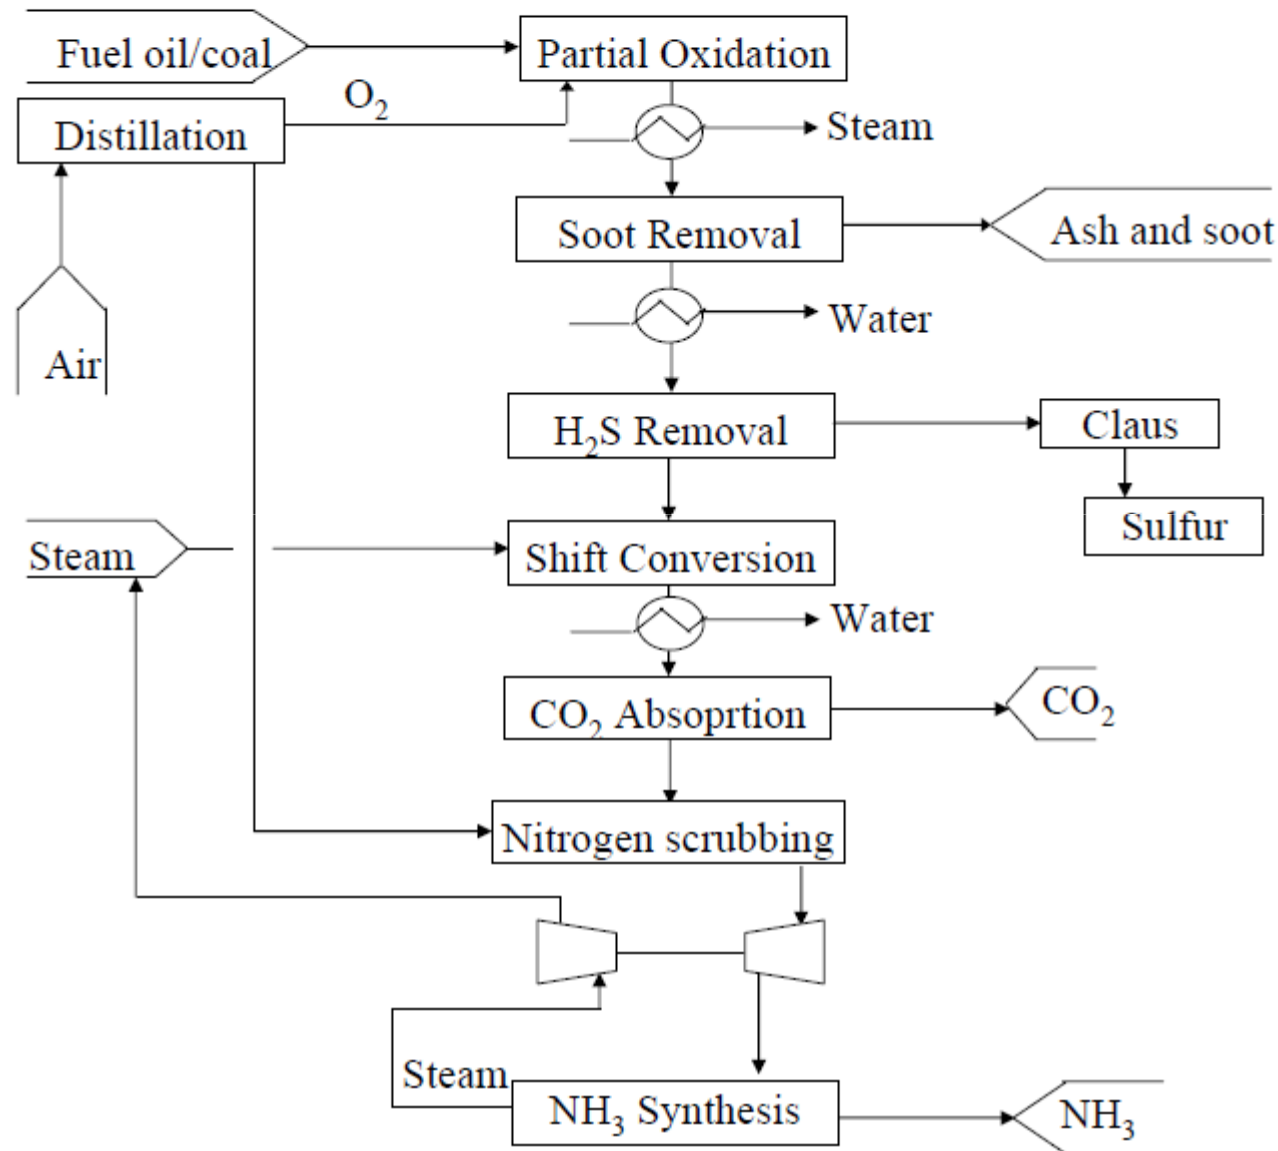 Fuel oil/coal
Partial Oxidation
O2
Distillation
Steam
Soot Removal
Ash and soot
Water
Air
H2S Removal
Claus
Sulfur
Steam
Shift Conversion
Water
CO2 Absoprtion
CO2
Nitrogen scrubbing
Steam
NH3 Synthesis
NH3